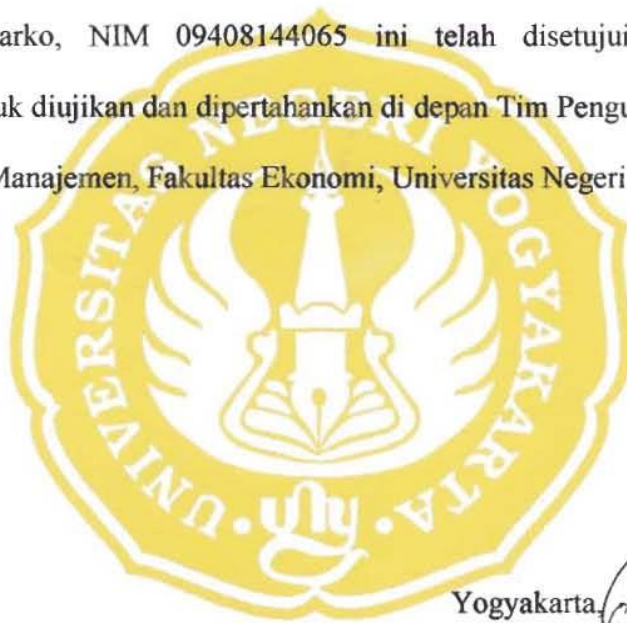 arko, NIM 09408144065 ini telah disetujui
uk diujikan dan dipertahankan di depan Tim Pengu
Manajemen, Fakultas Ekonomi, Universitas Negeri
UNIVERSITAS NEGERI YOGYAKARTA
uny
Yogyakarta,